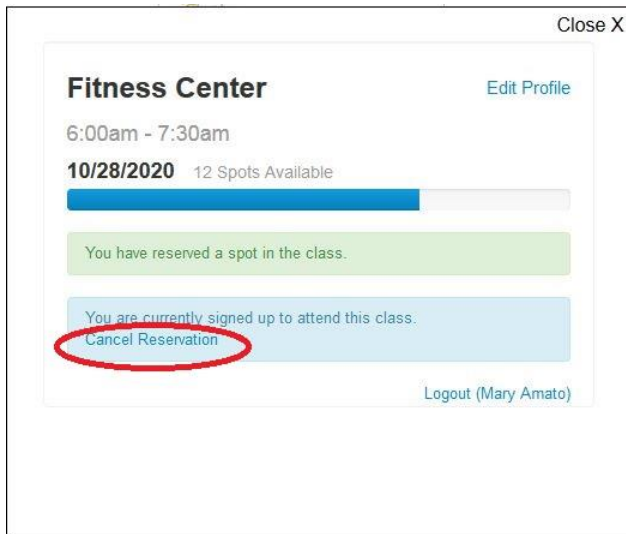 Close X
Fitness Center
Edit Profile
6:00am - 7:30am
10/28/2020 12 Spots Available
You have reserved a spot in the class.
You are currently signed up to attend this class.
Cancel Reservation
Logout (Mary Amato)